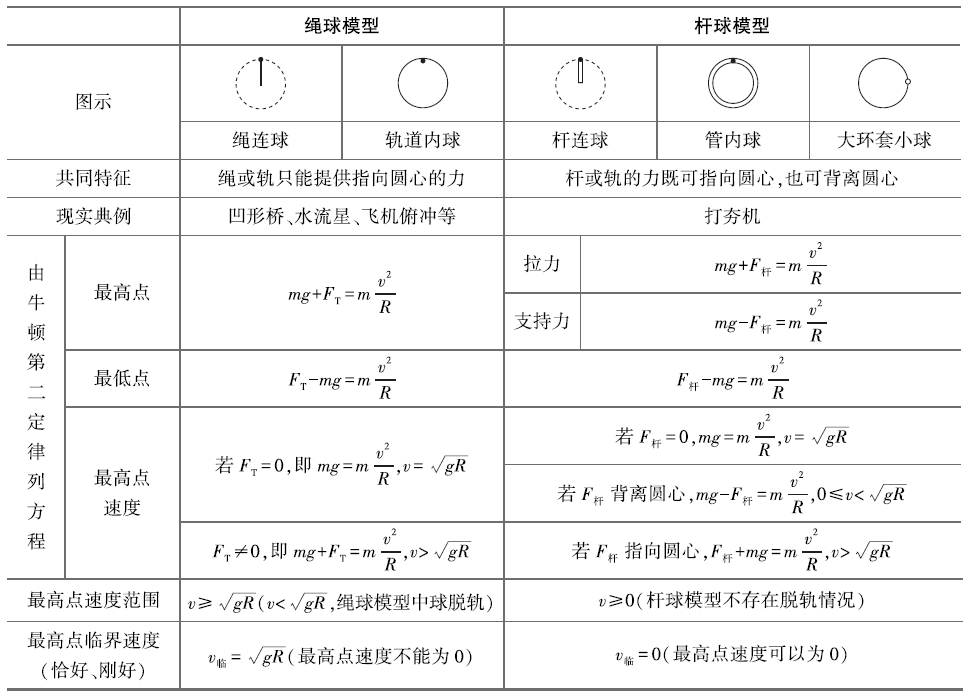 绳球模型 杆球模型
图示
绳连球 轨道内球 杆连球 管内球 大环套小球
共同特征 绳或轨只能提供指向圆心的力 杆或轨的力既可指向圆心,也可背离圆心
现实典例 凹形桥、水流星、飞机俯冲等 打夯机
由牛顿第二定律列方程
最高点 mg+F_T=m v²/R 拉力 mg+F_杆=m v²/R
支持力 mg-F_杆=m v²/R
最低点 F_T-mg=m v²/R F_杆-mg=m v²/R
最高点
速度
若 F_T=0,即 mg=m v²/R,v=√gR 若 F_杆=0,mg=m v²/R,v=√gR
若 F_杆 背离圆心,mg-F_杆=m v²/R,0≤v<√gR
F_T≠0,即 mg+F_T=m v²/R,v>√gR 若 F_杆 指向圆心,F_杆+mg=m v²/R,v>√gR
最高点速度范围 v≥√gR(v<√gR,绳球模型中球脱轨) v≥0(杆球模型不存在脱轨情况)
最高点临界速度
(恰好、刚好)
v_临=√gR(最高点速度不能为0) v_临=0(最高点速度可以为0)